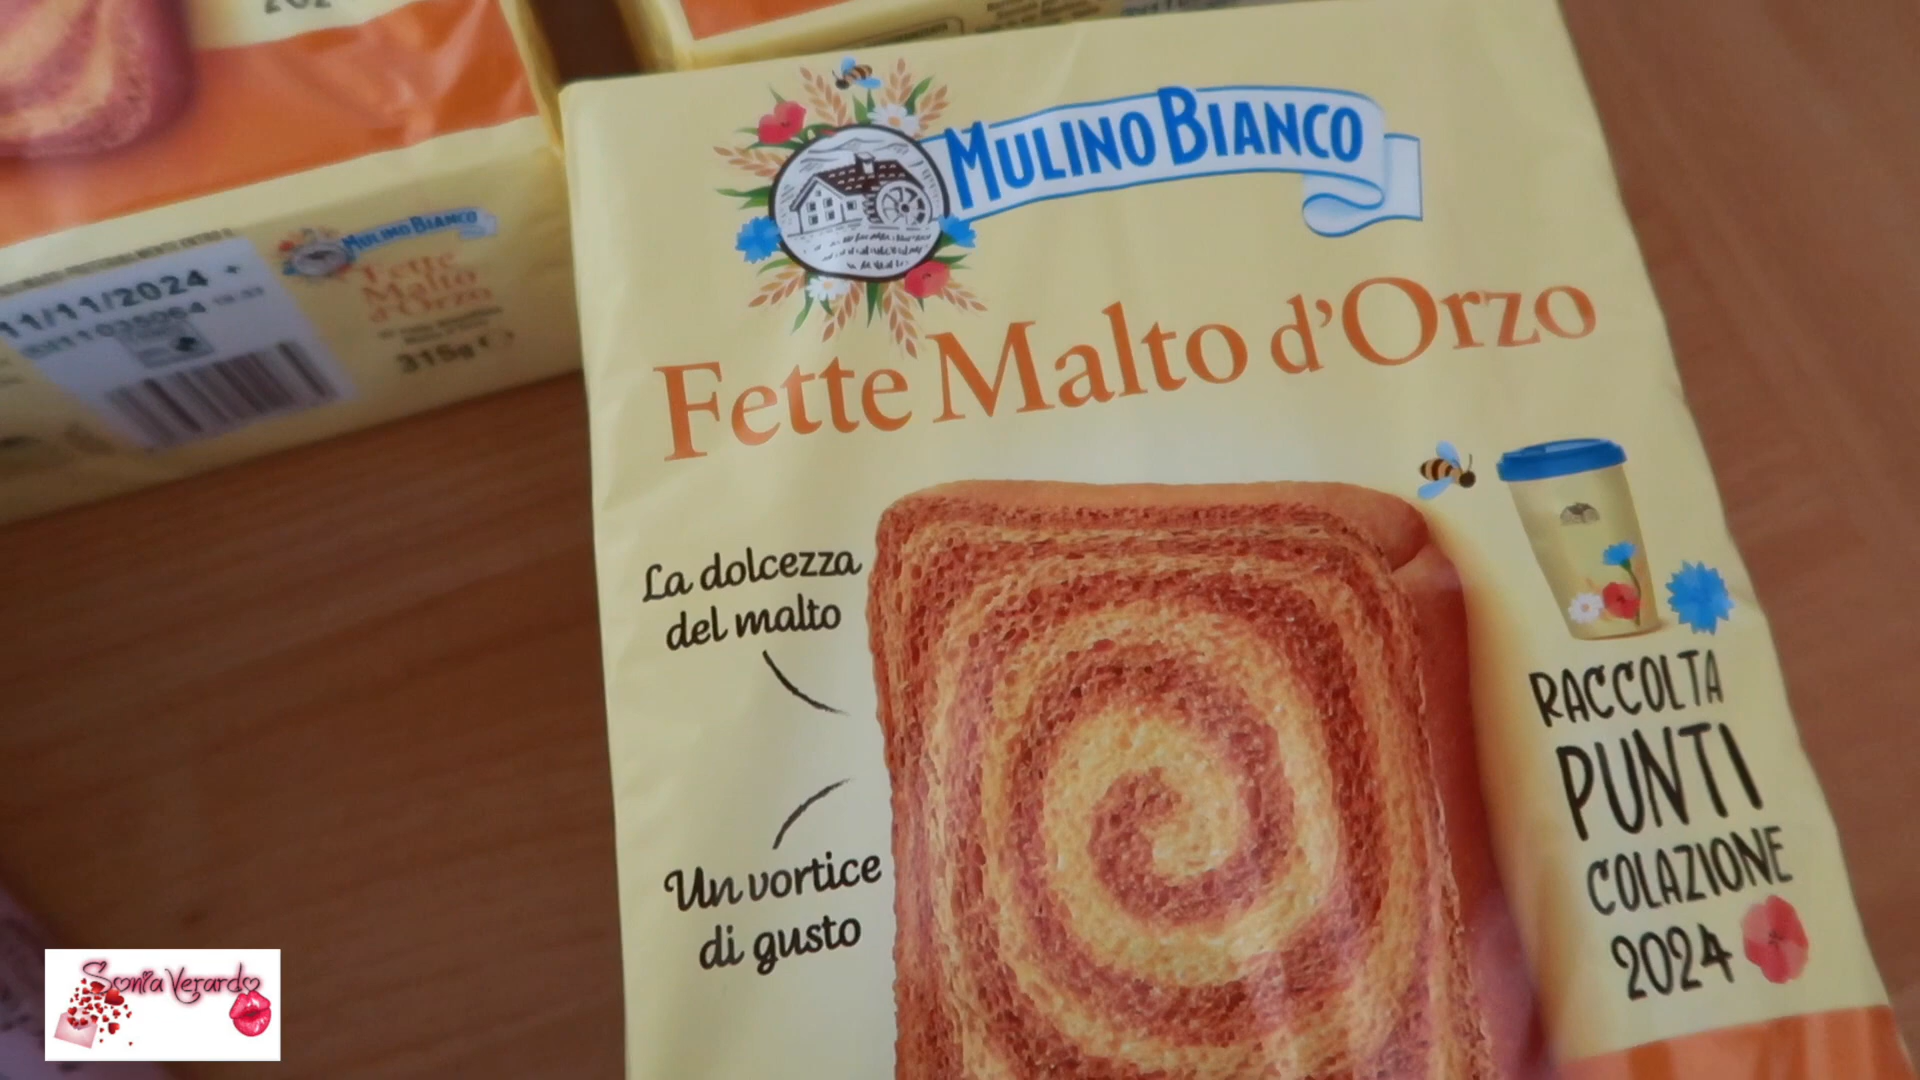 MULINO BIANCO
Fette Malto d'Orzo
La dolcezza
del malto
Un vortice
di gusto
RACCOLTA
PUNTI
COLAZIONE
2024
11/11/2024
MULINO BIANCO
Fette
Malto
d'Orzo
315g e
Sonia Verardo